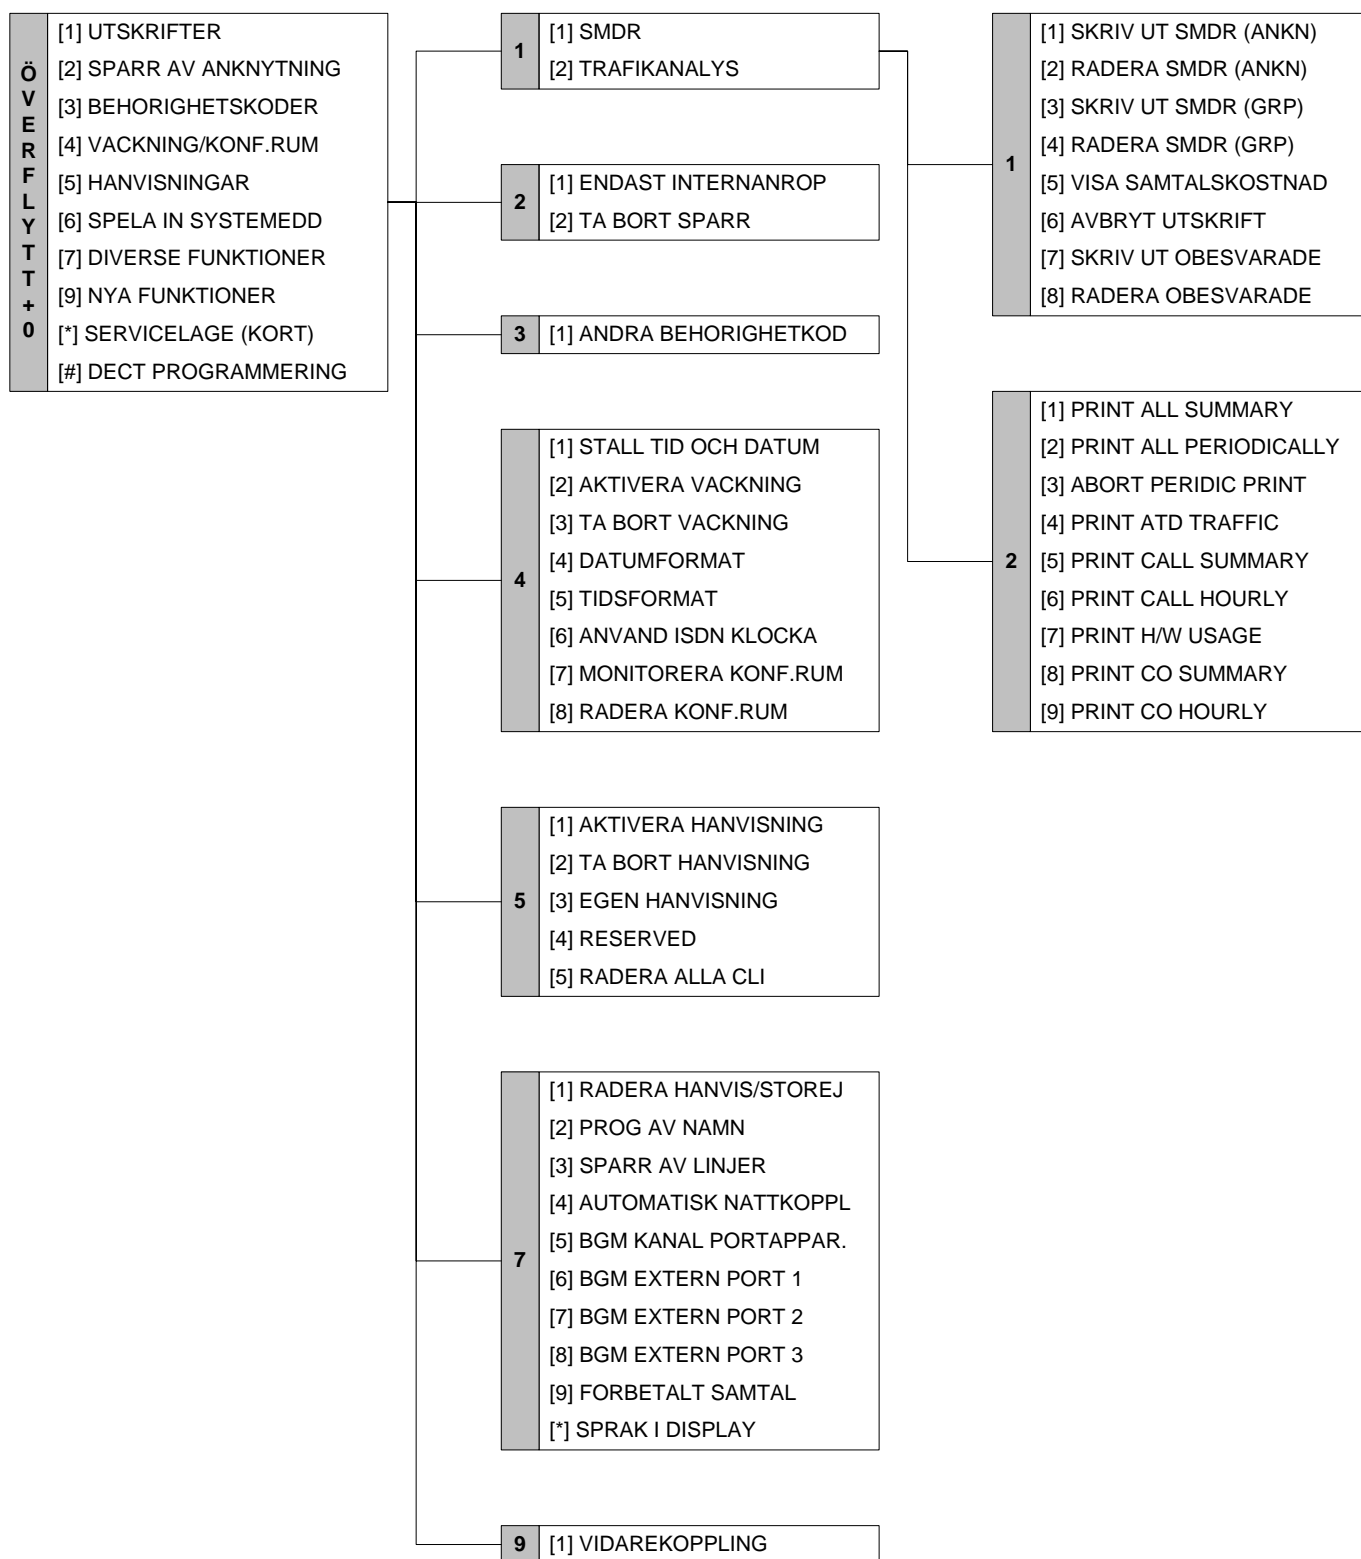 ÖVERFLYTT+0
[1] UTSKRIFTER
[2] SPARR AV ANKNYTNING
[3] BEHORIGHETSKODER
[4] VACKNING/KONF.RUM
[5] HANVISNINGAR
[6] SPELA IN SYSTEMEDD
[7] DIVERSE FUNKTIONER
[9] NYA FUNKTIONER
[*] SERVICELAGE (KORT)
[#] DECT PROGRAMMERING
1
[1] SMDR
[2] TRAFIKANALYS
2
[1] ENDAST INTERNANROP
[2] TA BORT SPARR
3
[1] ANDRA BEHORIGHETKOD
4
[1] STALL TID OCH DATUM
[2] AKTIVERA VACKNING
[3] TA BORT VACKNING
[4] DATUMFORMAT
[5] TIDSFORMAT
[6] ANVAND ISDN KLOCKA
[7] MONITORERA KONF.RUM
[8] RADERA KONF.RUM
5
[1] AKTIVERA HANVISNING
[2] TA BORT HANVISNING
[3] EGEN HANVISNING
[4] RESERVED
[5] RADERA ALLA CLI
7
[1] RADERA HANVIS/STOREJ
[2] PROG AV NAMN
[3] SPARR AV LINJER
[4] AUTOMATISK NATTKOPPL
[5] BGM KANAL PORTAPPAR.
[6] BGM EXTERN PORT 1
[7] BGM EXTERN PORT 2
[8] BGM EXTERN PORT 3
[9] FORBETALT SAMTAL
[*] SPRAK I DISPLAY
9
[1] VIDAREKOPPLING
1
[1] SKRIV UT SMDR (ANKN)
[2] RADERA SMDR (ANKN)
[3] SKRIV UT SMDR (GRP)
[4] RADERA SMDR (GRP)
[5] VISA SAMTALSKOSTNAD
[6] AVBRYT UTSKRIFT
[7] SKRIV UT OBESVARADE
[8] RADERA OBESVARADE
2
[1] PRINT ALL SUMMARY
[2] PRINT ALL PERIODICALLY
[3] ABORT PERIDIC PRINT
[4] PRINT ATD TRAFFIC
[5] PRINT CALL SUMMARY
[6] PRINT CALL HOURLY
[7] PRINT H/W USAGE
[8] PRINT CO SUMMARY
[9] PRINT CO HOURLY